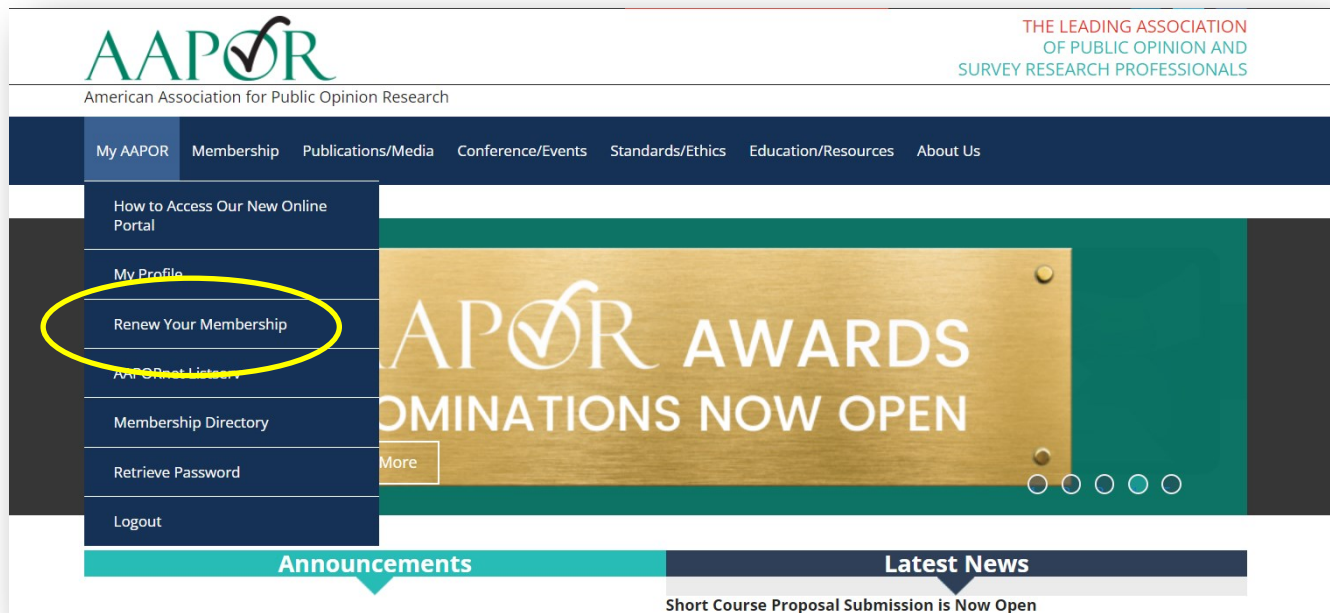 AAPOR
THE LEADING ASSOCIATION
OF PUBLIC OPINION AND
SURVEY RESEARCH PROFESSIONALS
American Association for Public Opinion Research
My AAPOR Membership Publications/Media Conference/Events Standards/Ethics Education/Resources About Us
How to Access Our New Online
Portal
My Profile
Renew Your Membership
AAPORnet Listserv
Membership Directory
Retrieve Password
Logout
APOR AWARDS
OMINATIONS NOW OPEN
More
Announcements
Latest News
Short Course Proposal Submission is Now Open